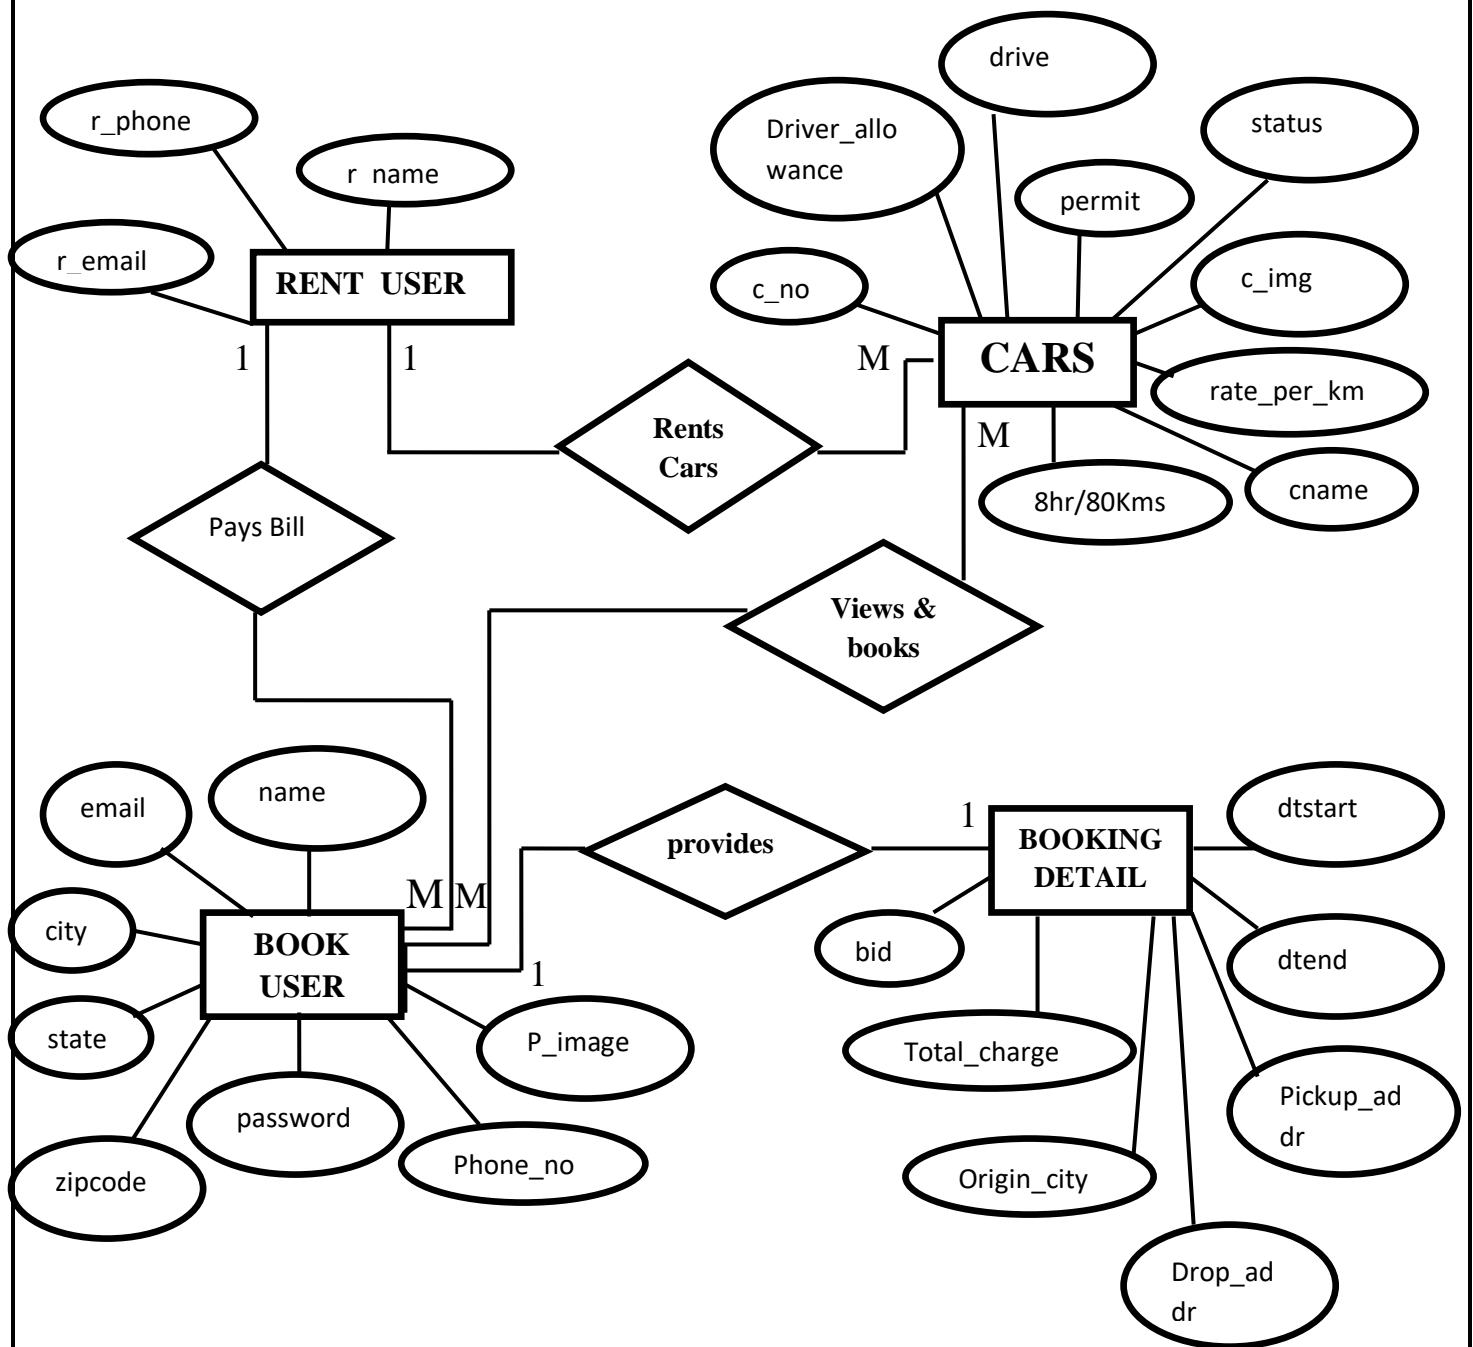 drive
r_phone
Driver_allo
wance
status
r_name
permit
r_email
RENT USER
c_no
c_img
1
1
M
CARS
rate_per_km
Rents
Cars
M
8hr/80Kms
cname
Pays Bill
Views &
books
email
name
provides
1
BOOKING
DETAIL
dtstart
M
M
city
BOOK
USER
bid
dtend
1
state
P_image
Total_charge
password
Pickup_ad
dr
zipcode
Phone_no
Origin_city
Drop_ad
dr